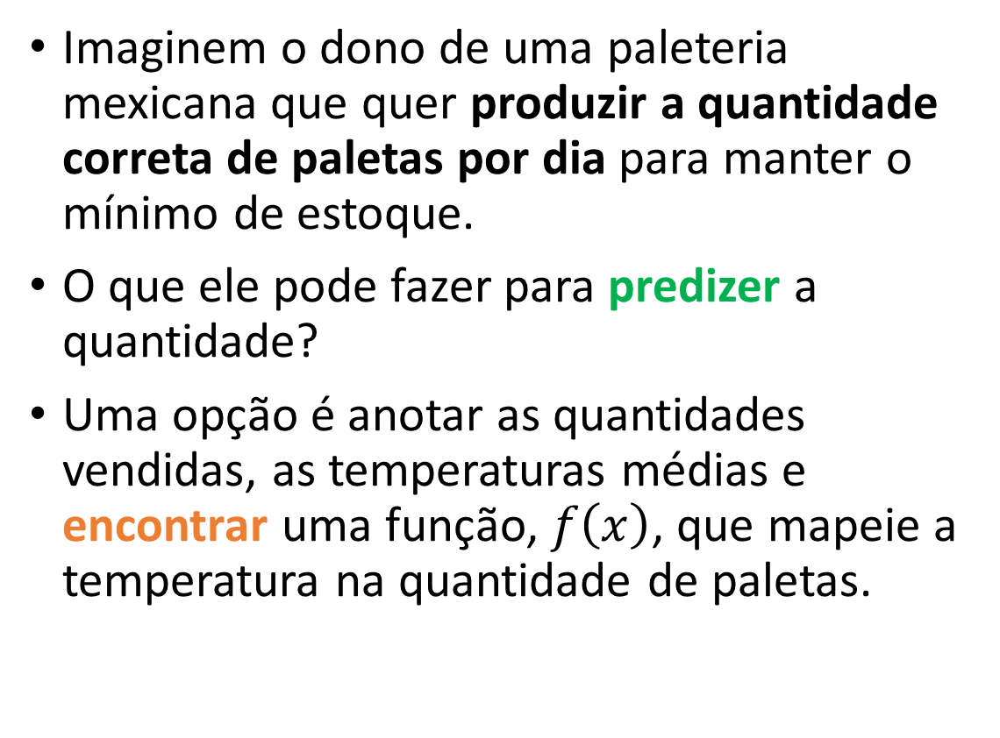 • Imaginem o dono de uma paleteria
mexicana que quer produzir a quantidade
correta de paletas por dia para manter o
mínimo de estoque.
• O que ele pode fazer para predizer a
quantidade?
• Uma opção é anotar as quantidades
vendidas, as temperaturas médias e
encontrar uma função, 𝑓(𝑥), que mapeie a
temperatura na quantidade de paletas.